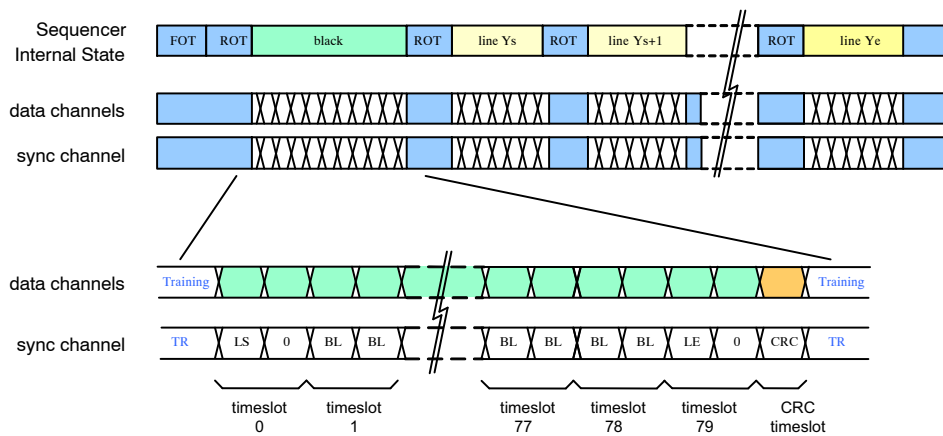 Sequencer
Internal State
FOT ROT black ROT line Ys ROT line Ys+1 ROT line Ye
data channels
sync channel
data channels Training Training
sync channel TR LS 0 BL BL BL BL BL BL LE 0 CRC TR
timeslot timeslot timeslot timeslot timeslot CRC
0 1 77 78 79 timeslot